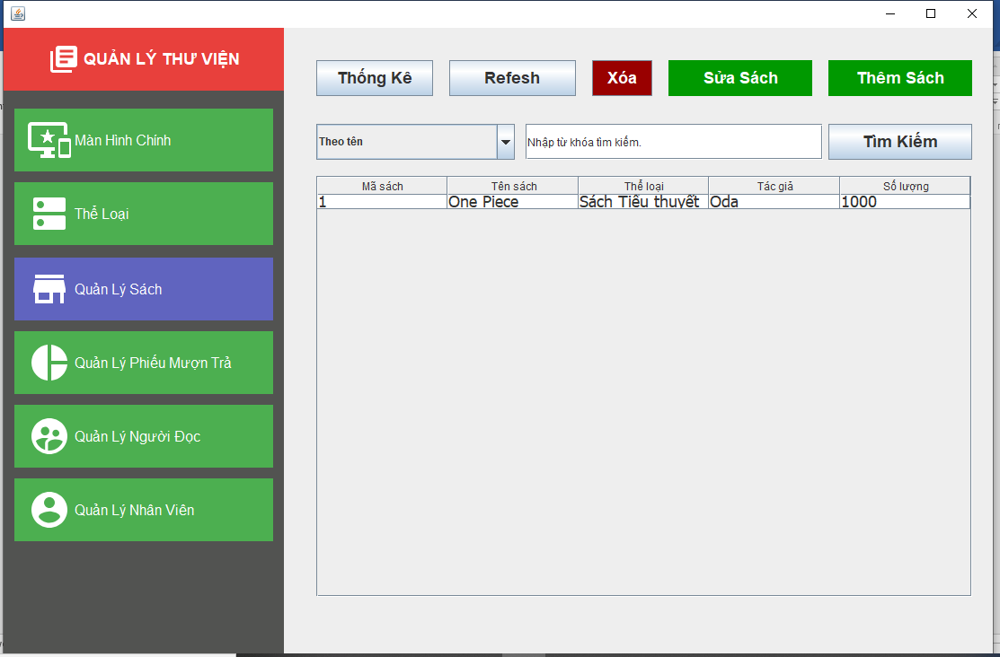 QUẢN LÝ THƯ VIỆN
Màn Hình Chính
Thể Loại
Quản Lý Sách
Quản Lý Phiếu Mượn Trả
Quản Lý Người Đọc
Quản Lý Nhân Viên
Thống Kê Refesh Xóa Sửa Sách Thêm Sách
Theo tên Nhập từ khóa tìm kiếm. Tìm Kiếm
Mã sách Tên sách Thể loại Tác giả Số lượng
1 One Piece Sách Tiểu thuyết Oda 1000